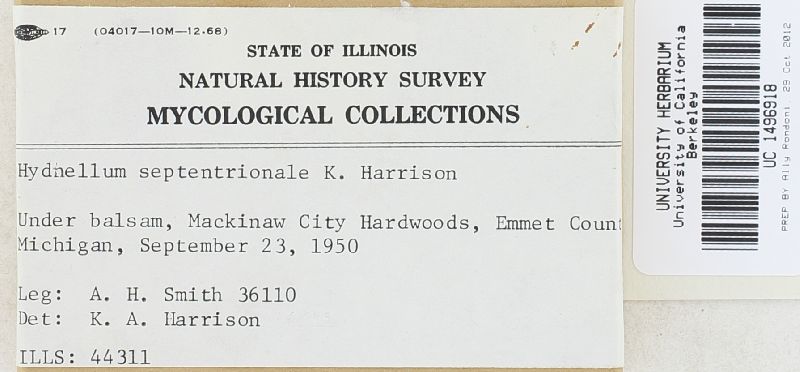 17 (04017—10M—12-68)
STATE OF ILLINOIS
NATURAL HISTORY SURVEY
MYCOLOGICAL COLLECTIONS
Hydnellum septentrionale K. Harrison
Under balsam, Mackinaw City Hardwoods, Emmet Coun
Michigan, September 23, 1950
Leg: A. H. Smith 36110
Det: K. A. Harrison
ILLS: 44311
UNIVERSITY HERBARIUM
University of California
Berkeley
UC 1496918
PREP BY Ally Rondoni, 29 Oct 2012